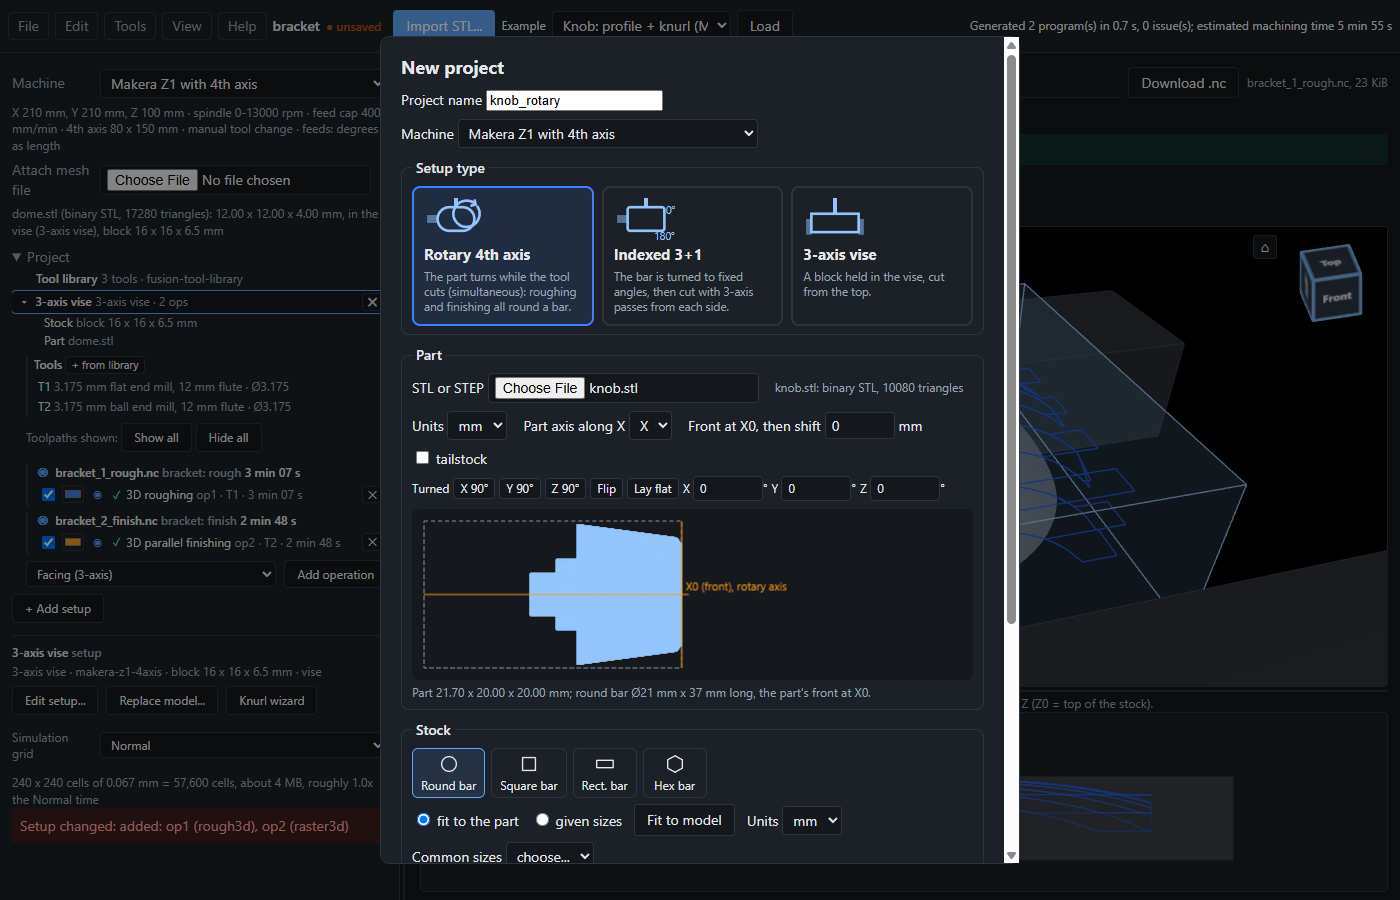 File
Edit
Tools
View
Help
bracket
● unsaved
Import STL...
Example
Knob: profile + knurl (M
Load
Generated 2 program(s) in 0.7 s, 0 issue(s); estimated machining time 5 min 55 s
Machine
Makera Z1 with 4th axis
X 210 mm, Y 210 mm, Z 100 mm · spindle 0-13000 rpm · feed cap 400
mm/min · 4th axis 80 x 150 mm · manual tool change · feeds: degrees
as length
Attach mesh
file
Choose File
No file chosen
dome.stl (binary STL, 17280 triangles): 12.00 x 12.00 x 4.00 mm, in the
vise (3-axis vise), block 16 x 16 x 6.5 mm
Project
Tool library 3 tools · fusion-tool-library
3-axis vise 3-axis vise · 2 ops
Stock block 16 x 16 x 6.5 mm
Part dome.stl
Tools
+ from library
T1 3.175 mm flat end mill, 12 mm flute · Ø3.175
T2 3.175 mm ball end mill, 12 mm flute · Ø3.175
Toolpaths shown:
Show all
Hide all
bracket_1_rough.nc bracket: rough 3 min 07 s
✓ 3D roughing op1 · T1 · 3 min 07 s
bracket_2_finish.nc bracket: finish 2 min 48 s
✓ 3D parallel finishing op2 · T2 · 2 min 48 s
Facing (3-axis)
Add operation
+ Add setup
3-axis vise setup
3-axis vise · makera-z1-4axis · block 16 x 16 x 6.5 mm · vise
Edit setup...
Replace model...
Knurl wizard
Simulation
grid
Normal
240 x 240 cells of 0.067 mm = 57,600 cells, about 4 MB, roughly 1.0x
the Normal time
Setup changed: added: op1 (rough3d), op2 (raster3d)
New project
Project name
knob_rotary
Machine
Makera Z1 with 4th axis
Setup type
Rotary 4th axis
The part turns while the tool
cuts (simultaneous): roughing
and finishing all round a bar.
0°
180°
Indexed 3+1
The bar is turned to fixed
angles, then cut with 3-axis
passes from each side.
3-axis vise
A block held in the vise, cut
from the top.
Part
STL or STEP
Choose File
knob.stl
knob.stl: binary STL, 10080 triangles
Units
mm
Part axis along X
X
Front at X0, then shift
0
mm
tailstock
Turned
X 90°
Y 90°
Z 90°
Flip
Lay flat
X 0 ° Y 0 ° Z 0 °
X0 (front), rotary axis
Part 21.70 x 20.00 x 20.00 mm; round bar Ø21 mm x 37 mm long, the part's front at X0.
Stock
Round bar
Square bar
Rect. bar
Hex bar
fit to the part
given sizes
Fit to model
Units
mm
Common sizes
choose...
Download .nc
bracket_1_rough.nc, 23 KiB
Top
Front
Z (Z0 = top of the stock).